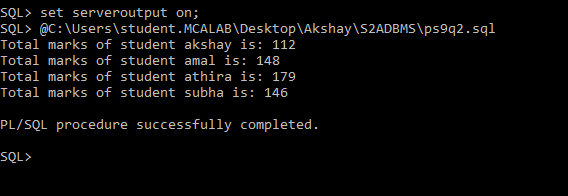 SQL> set serveroutput on;
SQL> @C:\Users\student.MCALAB\Desktop\Akshay\S2ADBMS\ps9q2.sql
Total marks of student akshay is: 112
Total marks of student amal is: 148
Total marks of student athira is: 179
Total marks of student subha is: 146
PL/SQL procedure successfully completed.
SQL>